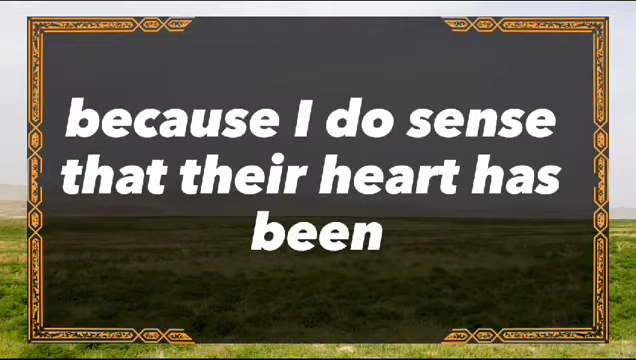 because I do sense
that their heart has
been